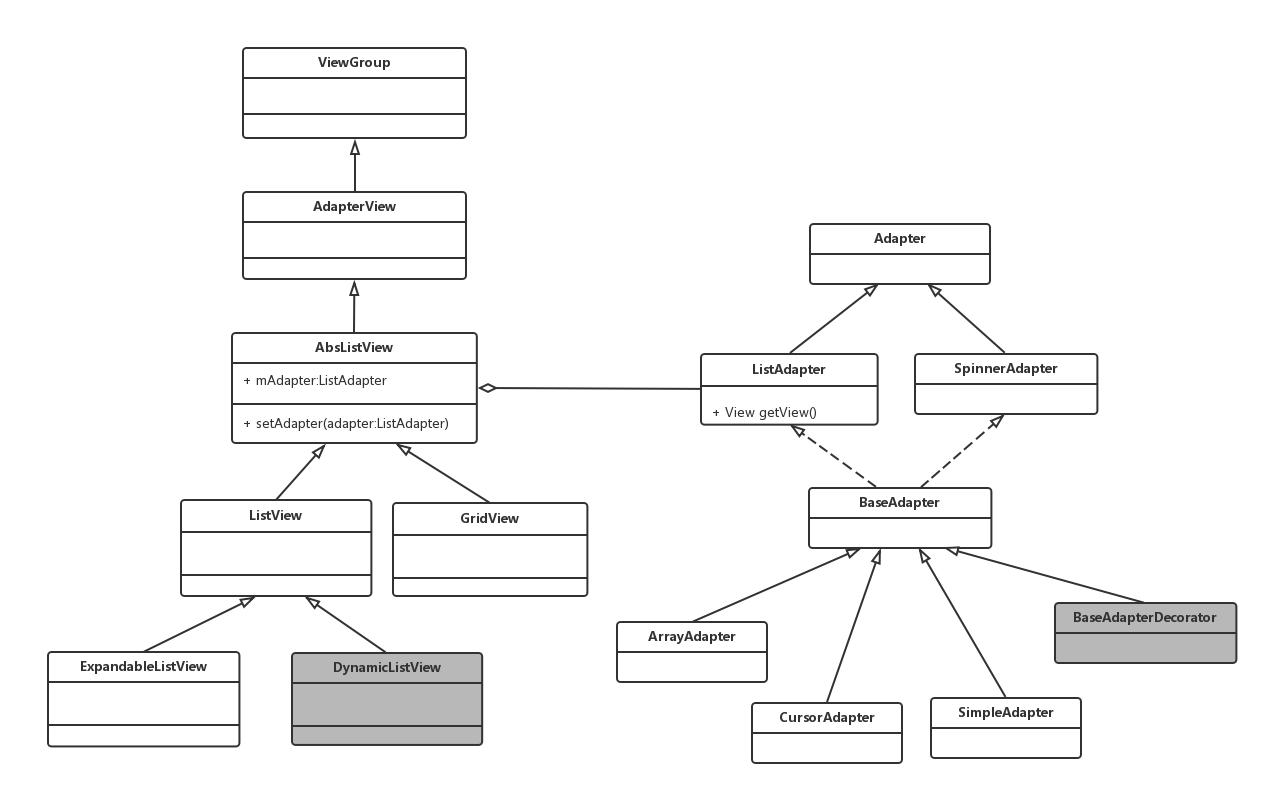 ViewGroup
AdapterView
Adapter
AbsListView
+ mAdapter:ListAdapter
+ setAdapter(adapter:ListAdapter)
ListAdapter
+ View getView()
SpinnerAdapter
ListView
GridView
BaseAdapter
ExpandableListView
DynamicListView
ArrayAdapter
BaseAdapterDecorator
CursorAdapter
SimpleAdapter